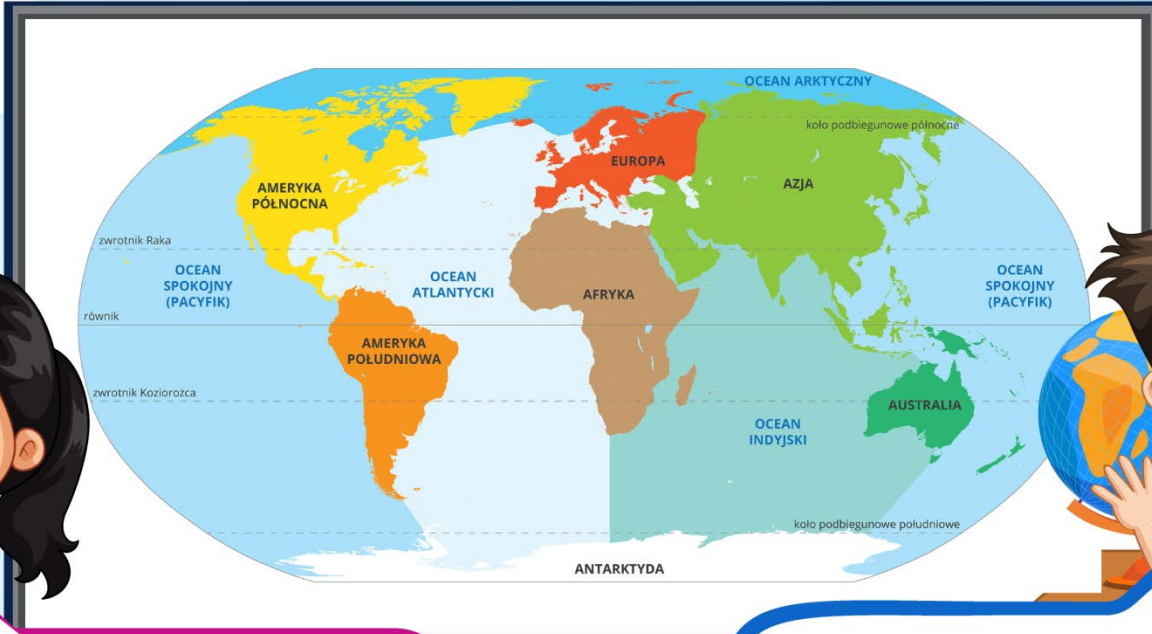 OCEAN ARKTYCZNY
koło podbiegunowe północne
EUROPA
AZJA
AMERYKA
PÓŁNOCNA
zwrotnik Raka
OCEAN
SPOKOJNY
(PACYFIK)
OCEAN
ATLANTYCKI
AFRYKA
OCEAN
SPOKOJNY
(PACYFIK)
równik
AMERYKA
POŁUDNIOWA
zwrotnik Koziorożca
AUSTRALIA
OCEAN
INDYJSKI
koło podbiegunowe południowe
ANTARKTYDA